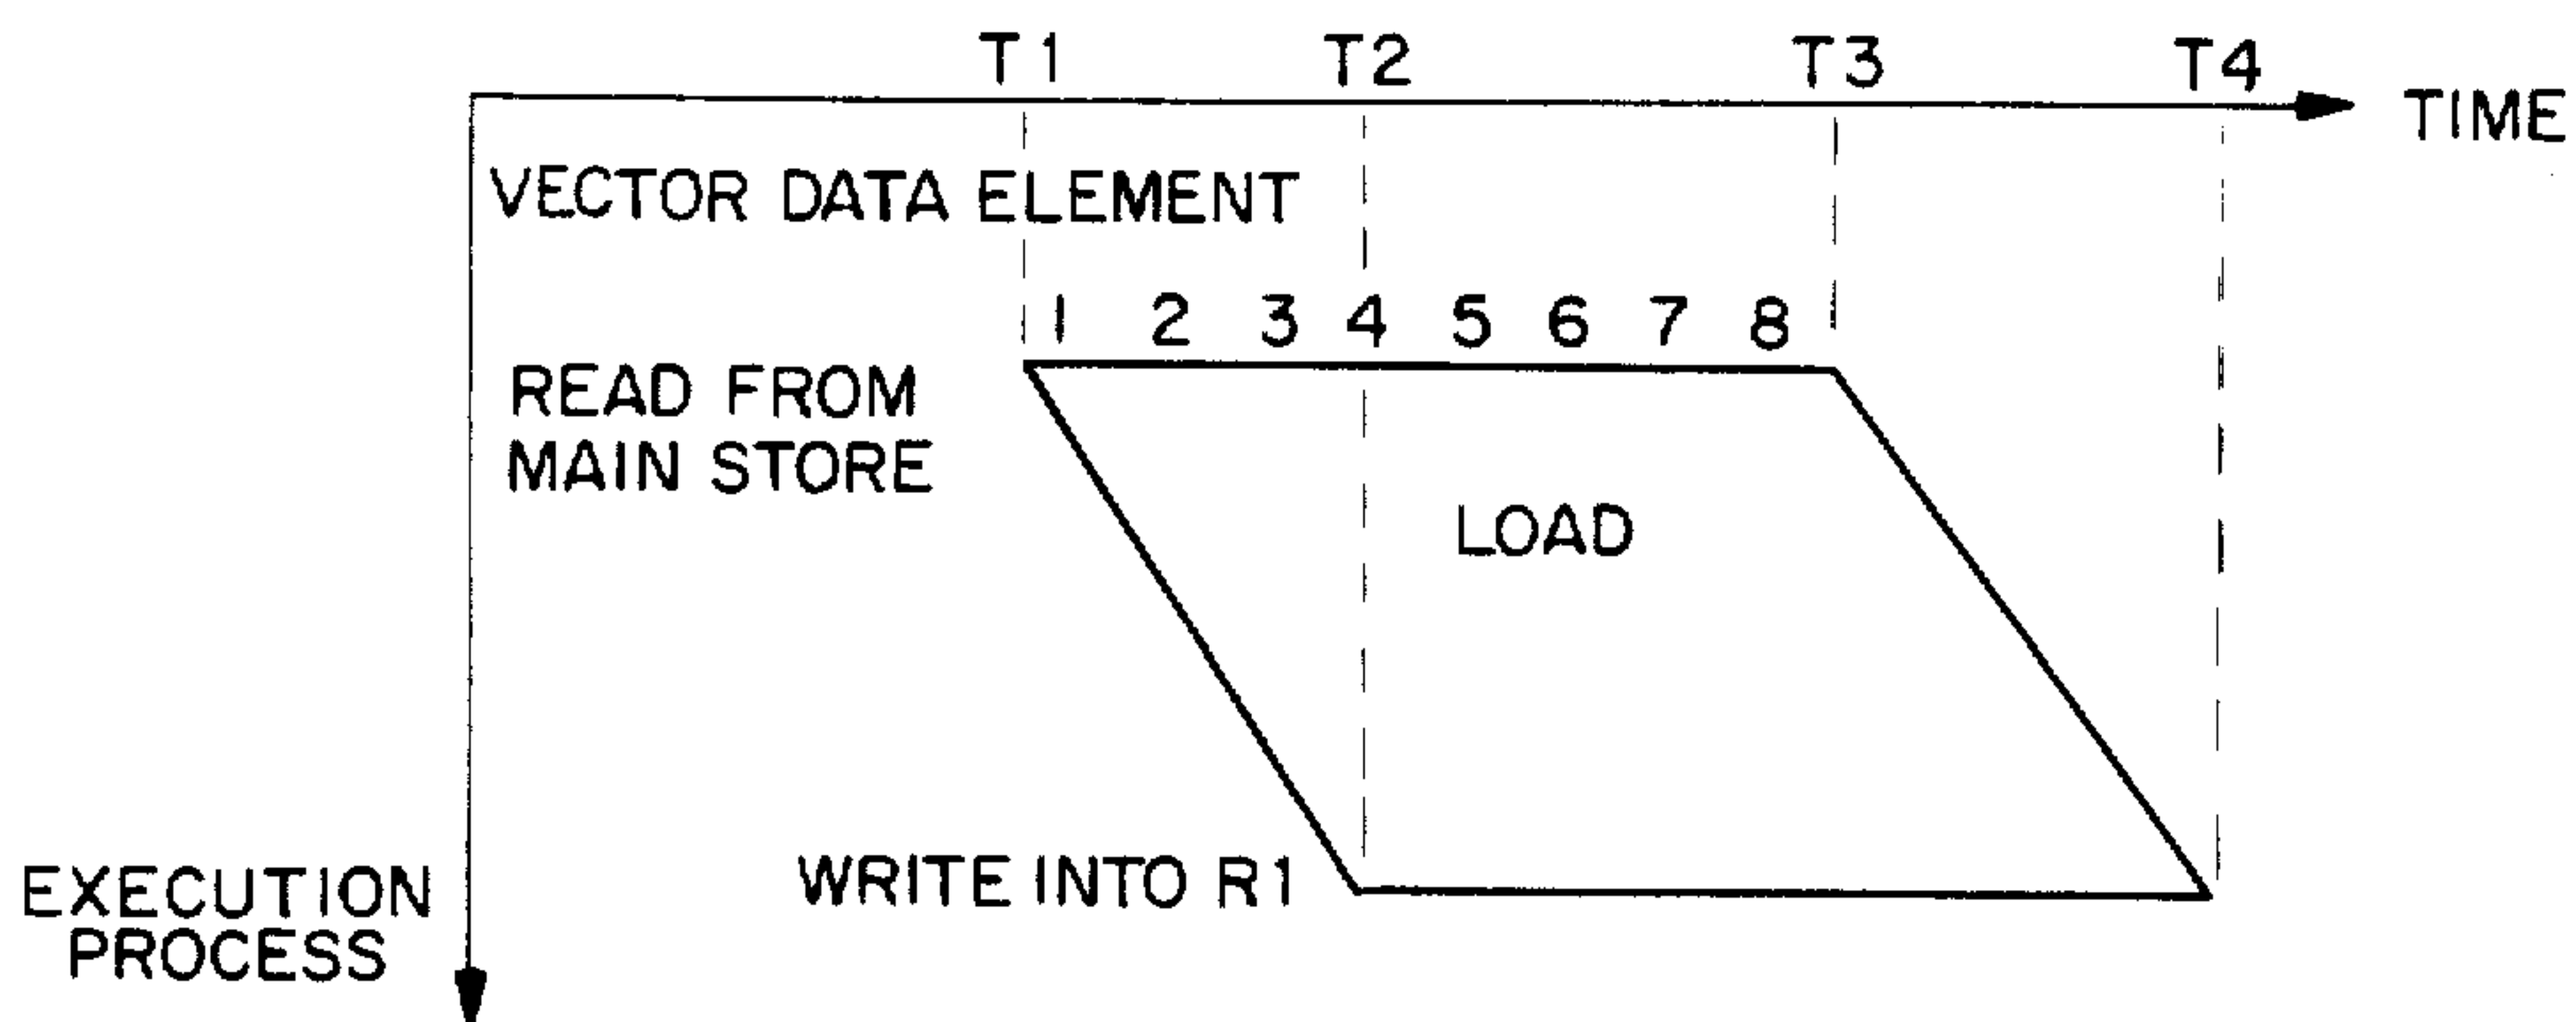 T1 T2 T3 T4
TIME
VECTOR DATA ELEMENT
1 2 3 4 5 6 7 8
READ FROM
MAIN STORE
LOAD
WRITE INTO R1
EXECUTION
PROCESS